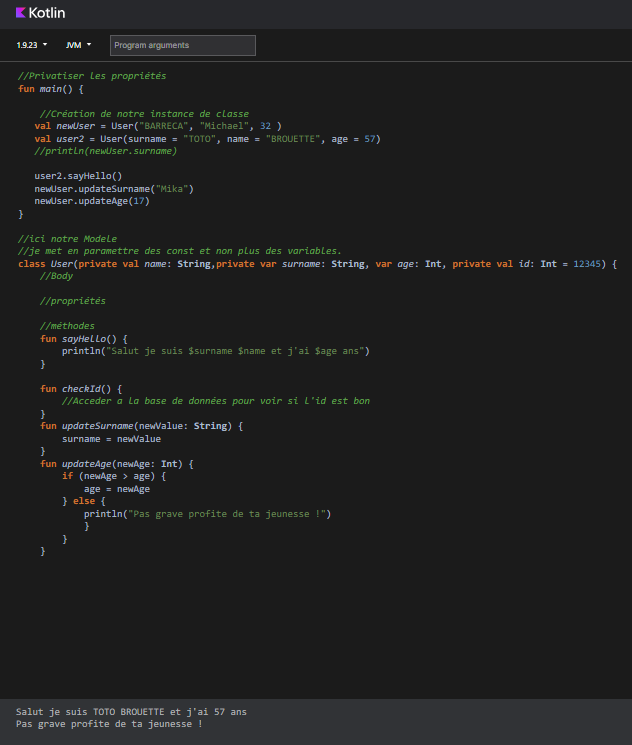 Kotlin
1.9.23 JVM Program arguments
//Privatiser les propriétés
fun main() {
//Création de notre instance de classe
val newUser = User("BARRECA", "Michael", 32 )
val user2 = User(surname = "TOTO", name = "BROUETTE", age = 57)
//println(newUser.surname)
user2.sayHello()
newUser.updateSurname("Mika")
newUser.updateAge(17)
}
//ici notre Modele
//je met en paramettre des const et non plus des variables.
class User(private val name: String,private var surname: String, var age: Int, private val id: Int = 12345) {
//Body
//propriétés
//méthodes
fun sayHello() {
println("Salut je suis $surname $name et j'ai $age ans")
}
fun checkId() {
//Acceder a la base de données pour voir si l'id est bon
}
fun updateSurname(newValue: String) {
surname = newValue
}
fun updateAge(newAge: Int) {
if (newAge > age) {
age = newAge
} else {
println("Pas grave profite de ta jeunesse !")
}
}
}
Salut je suis TOTO BROUETTE et j'ai 57 ans
Pas grave profite de ta jeunesse !